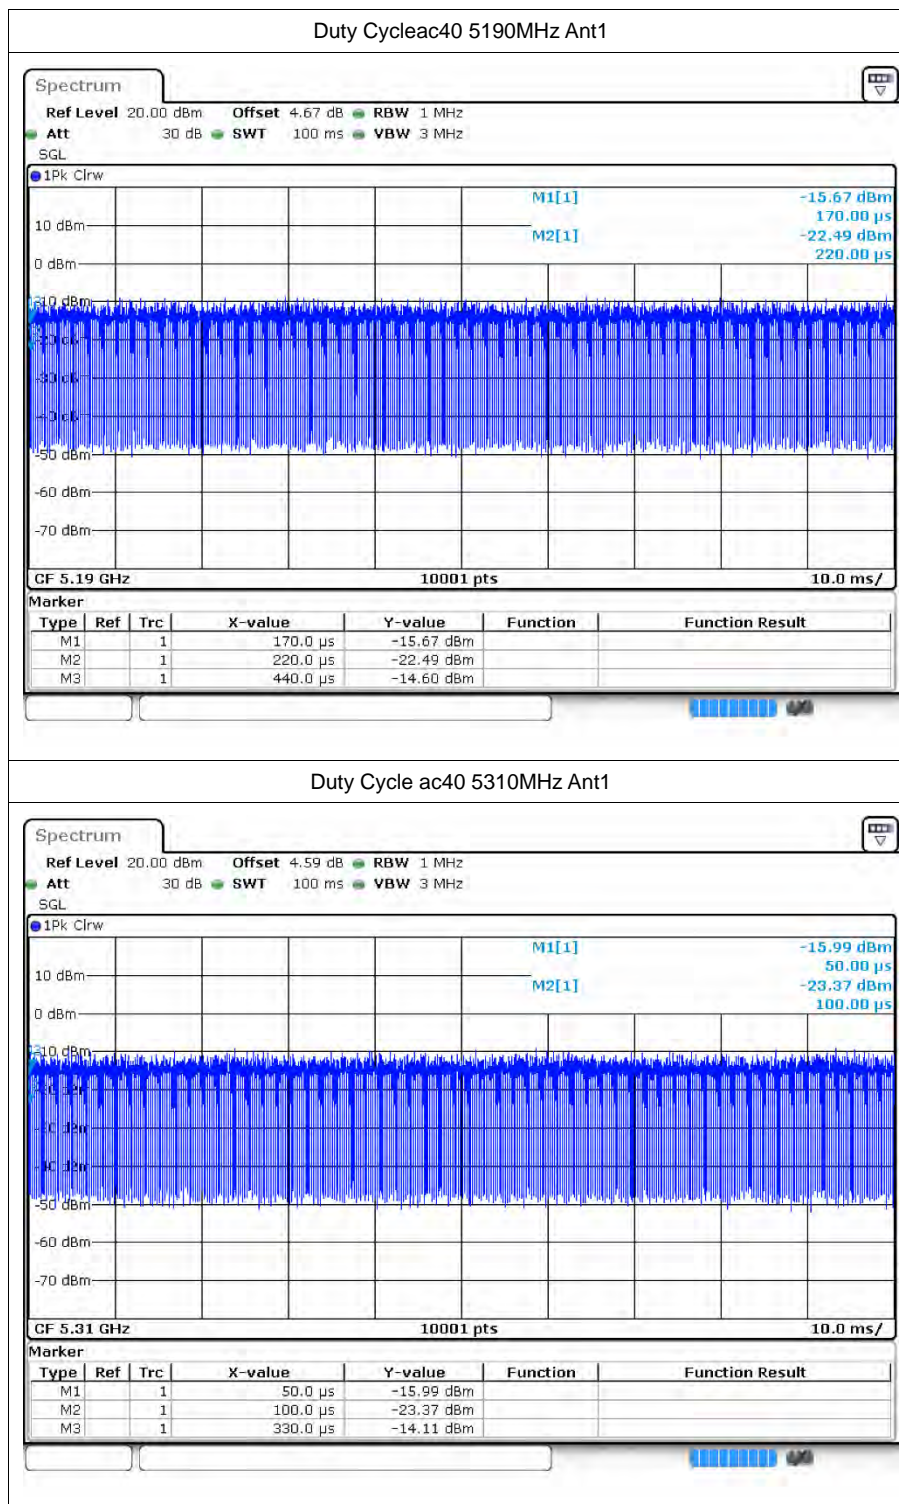 Duty Cycleac40 5190MHz Ant1
Spectrum
Ref Level 20.00 dBm Offset 4.67 dB RBW 1 MHz
Att 30 dB SWT 100 ms VBW 3 MHz
SGL
1Pk Clrw
M1[1] -15.67 dBm
170.00 µs
10 dBm
M2[1] -22.49 dBm
220.00 µs
0 dBm
-50 dBm
-60 dBm
-70 dBm
CF 5.19 GHz 10001 pts 10.0 ms/
Marker
Type Ref Trc X-value Y-value Function Function Result
M1 1 170.0 µs -15.67 dBm
M2 1 220.0 µs -22.49 dBm
M3 1 440.0 µs -14.60 dBm
Duty Cycle ac40 5310MHz Ant1
Spectrum
Ref Level 20.00 dBm Offset 4.59 dB RBW 1 MHz
Att 30 dB SWT 100 ms VBW 3 MHz
SGL
1Pk Clrw
M1[1] -15.99 dBm
50.00 µs
10 dBm
M2[1] -23.37 dBm
100.00 µs
0 dBm
-50 dBm
-60 dBm
-70 dBm
CF 5.31 GHz 10001 pts 10.0 ms/
Marker
Type Ref Trc X-value Y-value Function Function Result
M1 1 50.0 µs -15.99 dBm
M2 1 100.0 µs -23.37 dBm
M3 1 330.0 µs -14.11 dBm